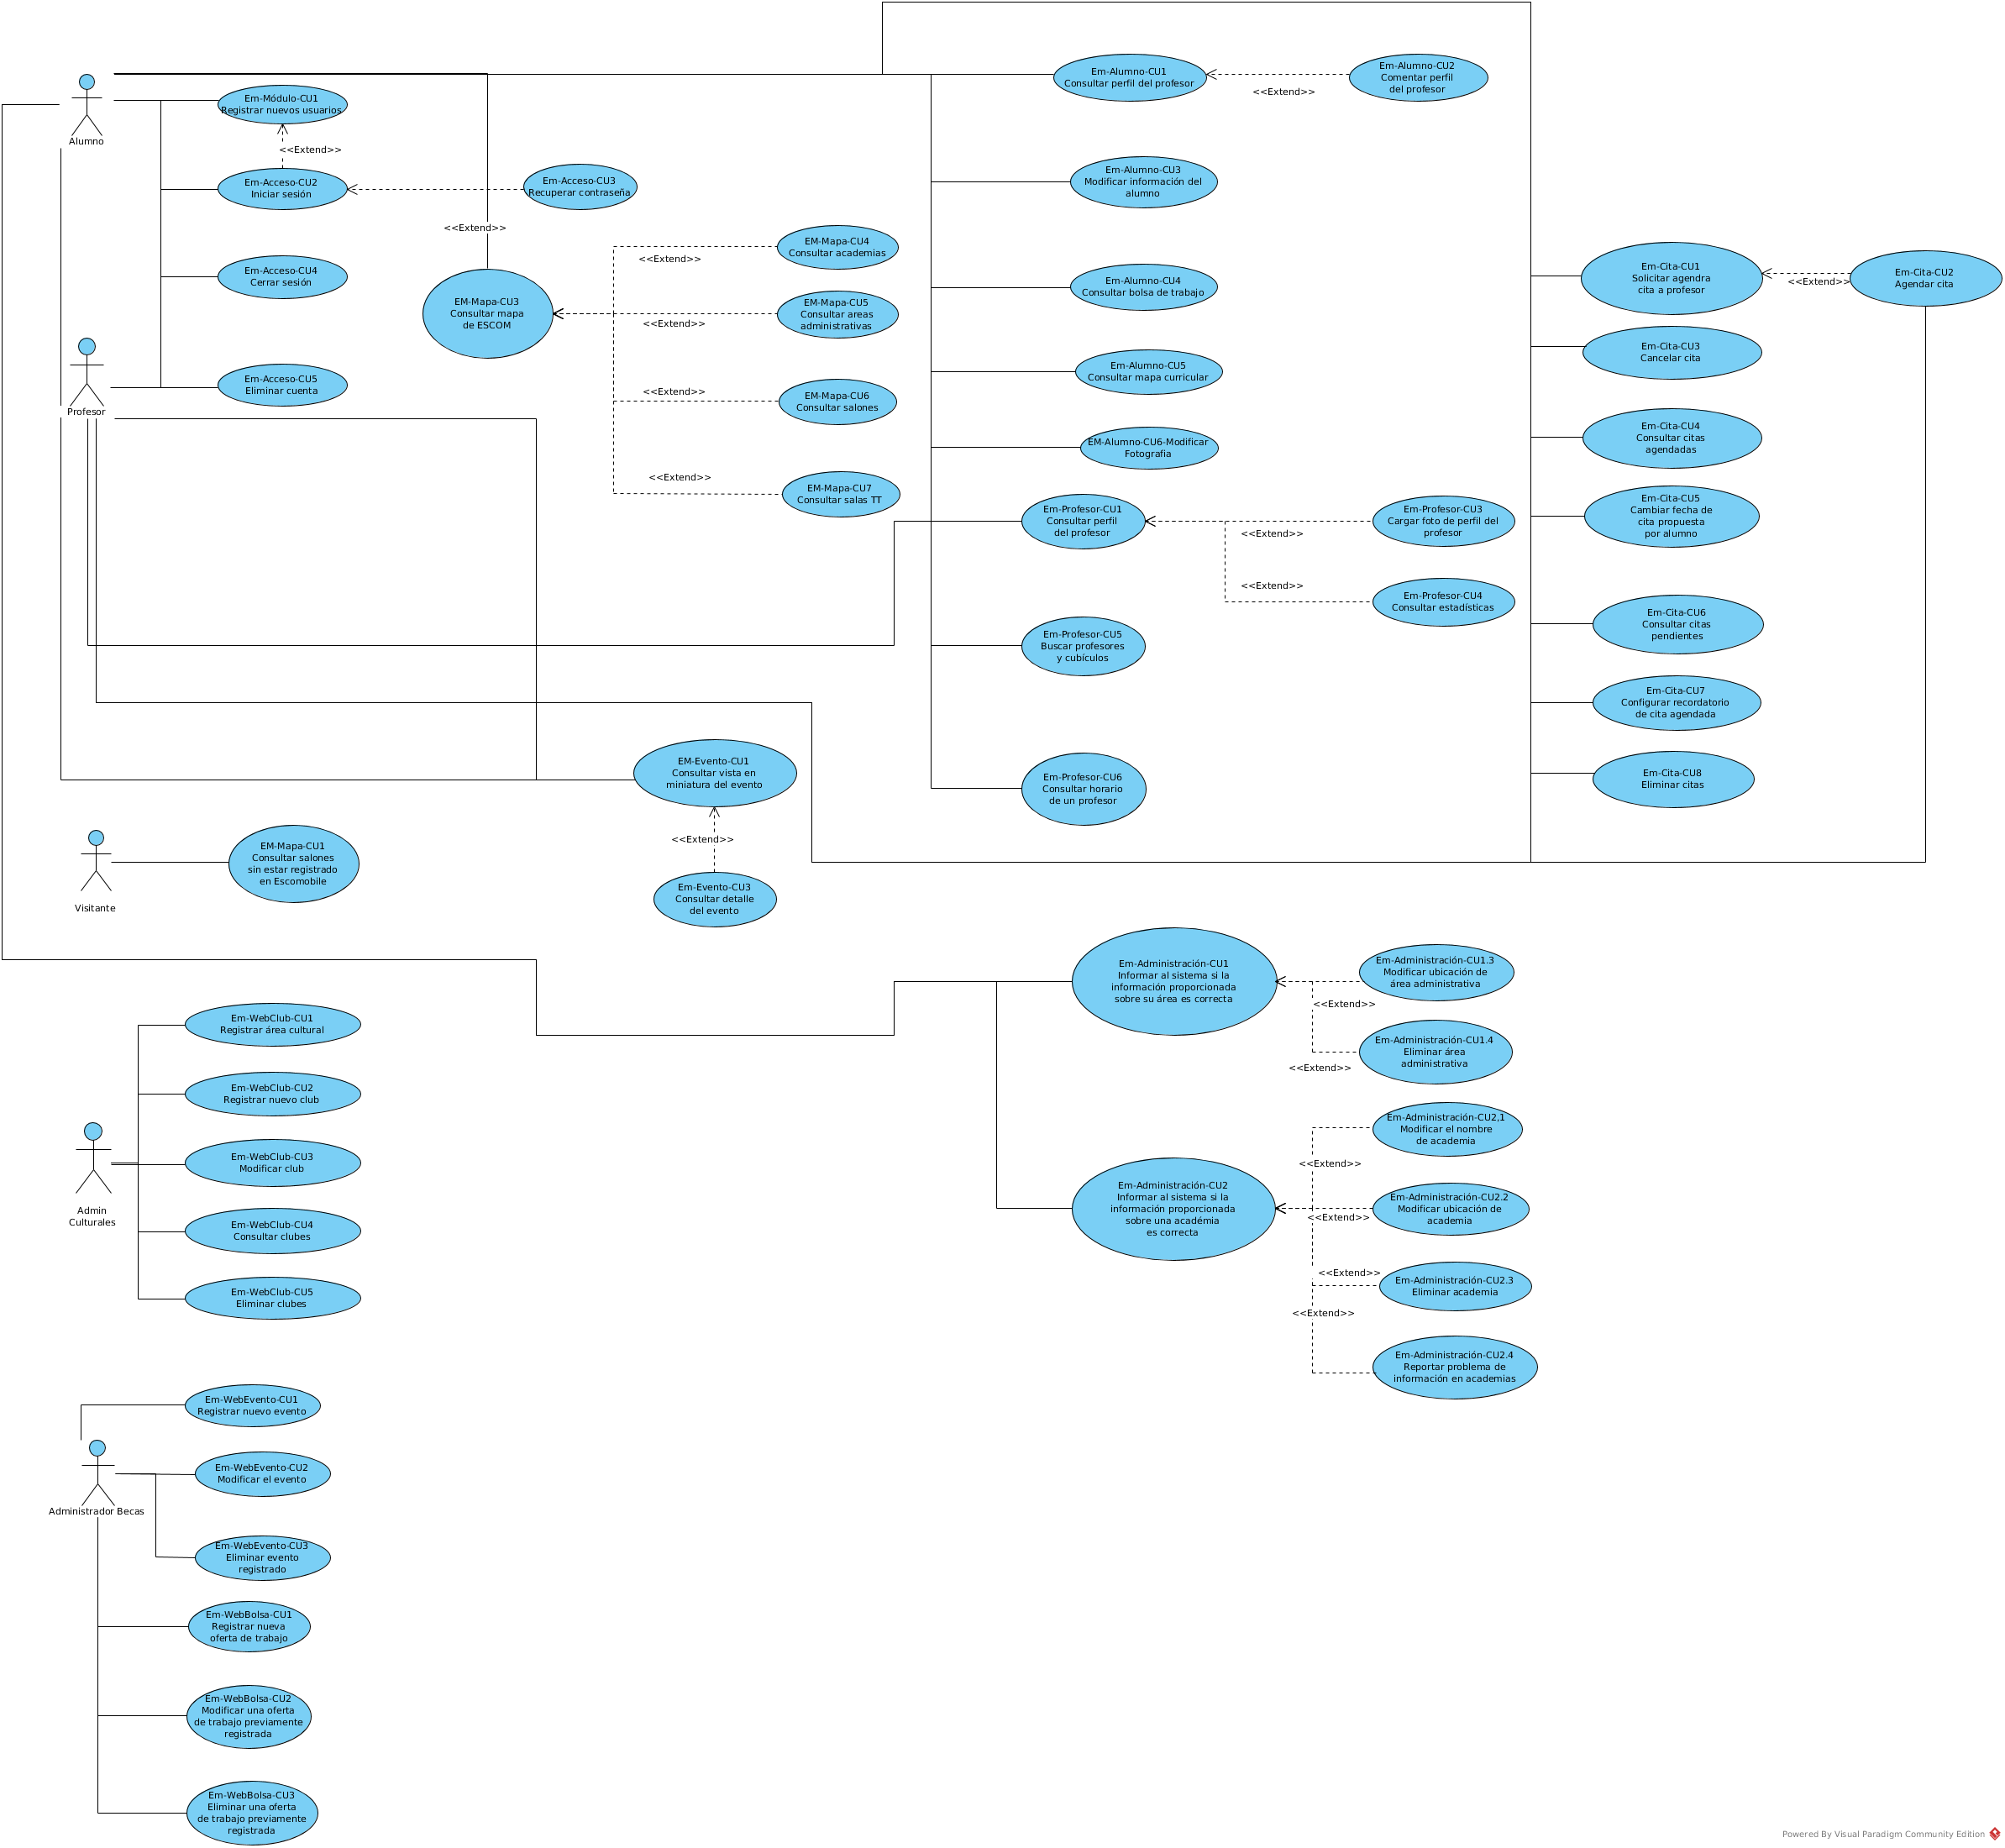 Alumno
Em-Módulo-CU1
Registrar nuevos usuarios
<<Extend>>
Em-Acceso-CU2
Iniciar sesión
Em-Acceso-CU3
Recuperar contraseña
<<Extend>>
Em-Acceso-CU4
Cerrar sesión
Profesor
Em-Acceso-CU5
Eliminar cuenta
EM-Mapa-CU3
Consultar mapa
de ESCOM
EM-Mapa-CU4
Consultar academias
<<Extend>>
EM-Mapa-CU5
Consultar areas
administrativas
<<Extend>>
<<Extend>>
EM-Mapa-CU6
Consultar salones
<<Extend>>
EM-Mapa-CU7
Consultar salas TT
Em-Alumno-CU1
Consultar perfil del profesor
<<Extend>>
Em-Alumno-CU2
Comentar perfil
del profesor
Em-Alumno-CU3
Modificar información del
alumno
Em-Alumno-CU4
Consultar bolsa de trabajo
Em-Alumno-CU5
Consultar mapa curricular
EM-Alumno-CU6-Modificar
Fotografia
Em-Profesor-CU1
Consultar perfil
del profesor
<<Extend>>
Em-Profesor-CU3
Cargar foto de perfil del
profesor
<<Extend>>
Em-Profesor-CU4
Consultar estadísticas
Em-Profesor-CU5
Buscar profesores
y cubículos
Em-Profesor-CU6
Consultar horario
de un profesor
Em-Cita-CU1
Solicitar agendra
cita a profesor
<<Extend>>
Em-Cita-CU2
Agendar cita
Em-Cita-CU3
Cancelar cita
Em-Cita-CU4
Consultar citas
agendadas
Em-Cita-CU5
Cambiar fecha de
cita propuesta
por alumno
Em-Cita-CU6
Consultar citas
pendientes
Em-Cita-CU7
Configurar recordatorio
de cita agendada
Em-Cita-CU8
Eliminar citas
EM-Evento-CU1
Consultar vista en
miniatura del evento
<<Extend>>
Em-Evento-CU3
Consultar detalle
del evento
Visitante
EM-Mapa-CU1
Consultar salones
sin estar registrado
en Escomobile
Em-Administración-CU1
Informar al sistema si la
información proporcionada
sobre su área es correcta
Em-Administración-CU1.3
Modificar ubicación de
área administrativa
<<Extend>>
Em-Administración-CU1.4
Eliminar área
administrativa
<<Extend>>
Em-Administración-CU2
Informar al sistema si la
información proporcionada
sobre una académia
es correcta
Em-Administración-CU2,1
Modificar el nombre
de academia
<<Extend>>
Em-Administración-CU2.2
Modificar ubicación de
academia
<<Extend>>
<<Extend>>
Em-Administración-CU2.3
Eliminar academia
<<Extend>>
Em-Administración-CU2.4
Reportar problema de
información en academias
Admin
Culturales
Em-WebClub-CU1
Registrar área cultural
Em-WebClub-CU2
Registrar nuevo club
Em-WebClub-CU3
Modificar club
Em-WebClub-CU4
Consultar clubes
Em-WebClub-CU5
Eliminar clubes
Administrador Becas
Em-WebEvento-CU1
Registrar nuevo evento
Em-WebEvento-CU2
Modificar el evento
Em-WebEvento-CU3
Eliminar evento
registrado
Em-WebBolsa-CU1
Registrar nueva
oferta de trabajo
Em-WebBolsa-CU2
Modificar una oferta
de trabajo previamente
registrada
Em-WebBolsa-CU3
Eliminar una oferta
de trabajo previamente
registrada
Powered By Visual Paradigm Community Edition